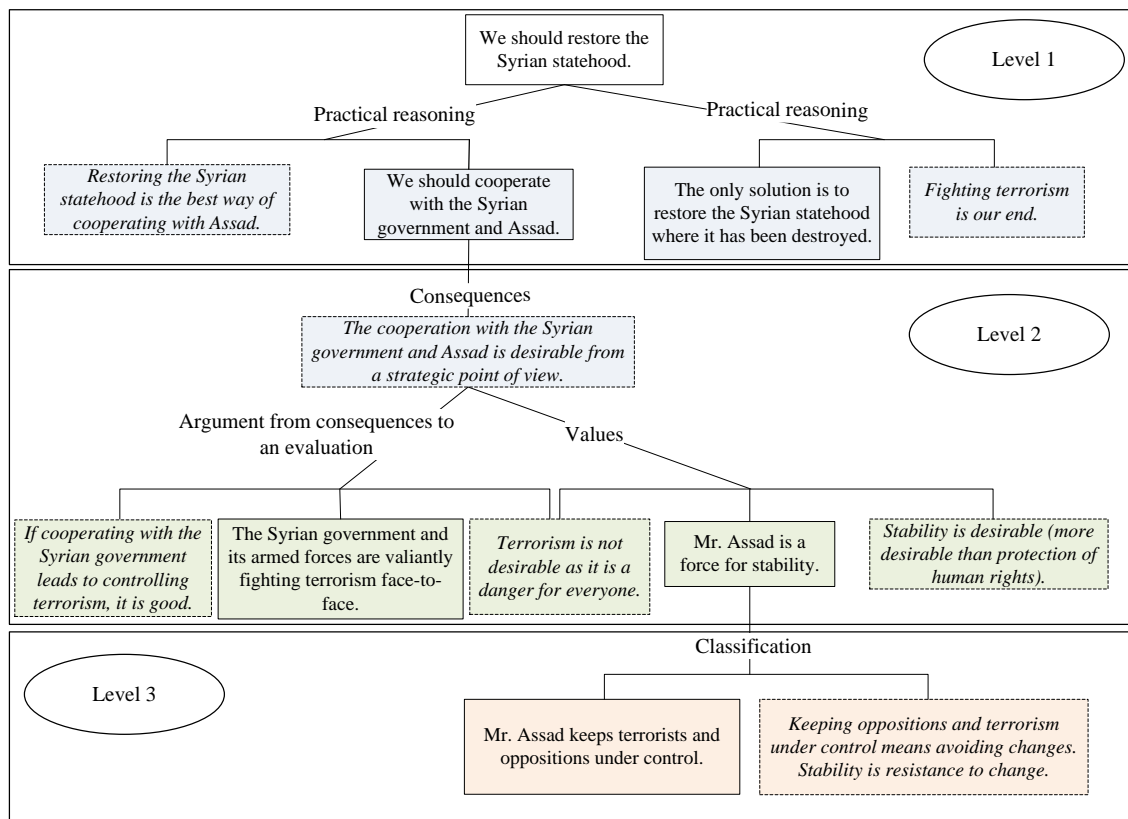 We should restore the
Syrian statehood.
Level 1
Practical reasoning
Practical reasoning
Restoring the Syrian
statehood is the best way of
cooperating with Assad.
We should cooperate
with the Syrian
government and Assad.
The only solution is to
restore the Syrian statehood
where it has been destroyed.
Fighting terrorism
is our end.
Consequences
Level 2
The cooperation with the Syrian
government and Assad is desirable from
a strategic point of view.
Argument from consequences to
an evaluation
Values
If cooperating with the
Syrian government
leads to controlling
terrorism, it is good.
The Syrian government and
its armed forces are valiantly
fighting terrorism face-to-
face.
Terrorism is not
desirable as it is a
danger for everyone.
Mr. Assad is a
force for stability.
Stability is desirable (more
desirable than protection of
human rights).
Classification
Level 3
Mr. Assad keeps terrorists and
oppositions under control.
Keeping oppositions and terrorism
under control means avoiding changes.
Stability is resistance to change.